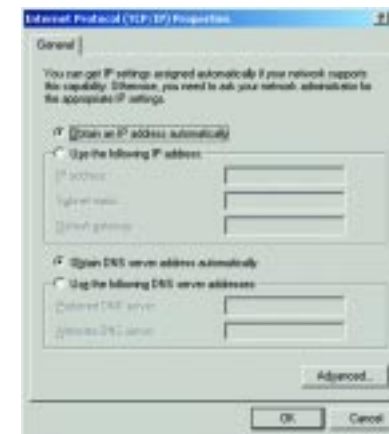 Internet Protocol (TCP/IP) Properties
General
You can get IP settings assigned automatically if your network supports
this capability. Otherwise, you need to ask your network administrator for
the appropriate IP settings.
Obtain an IP address automatically
Use the following IP address:
IP address:
Subnet mask:
Default gateway:
Obtain DNS server address automatically
Use the following DNS server addresses:
Preferred DNS server:
Alternate DNS server:
Advanced...
OK
Cancel